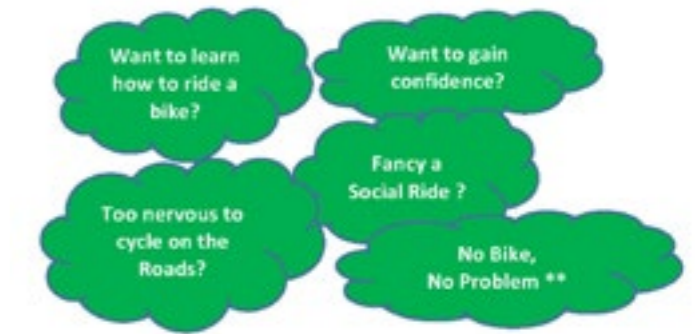 Want to learn
how to ride a
bike?
Want to gain
confidence?
Fancy a
Social Ride ?
Too nervous to
cycle on the
Roads?
No Bike,
No Problem **